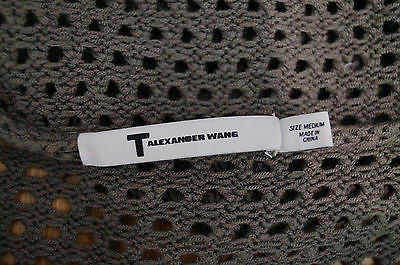 T ALEXANDER WANG
SIZE MEDIUM
MADE IN
CHINA